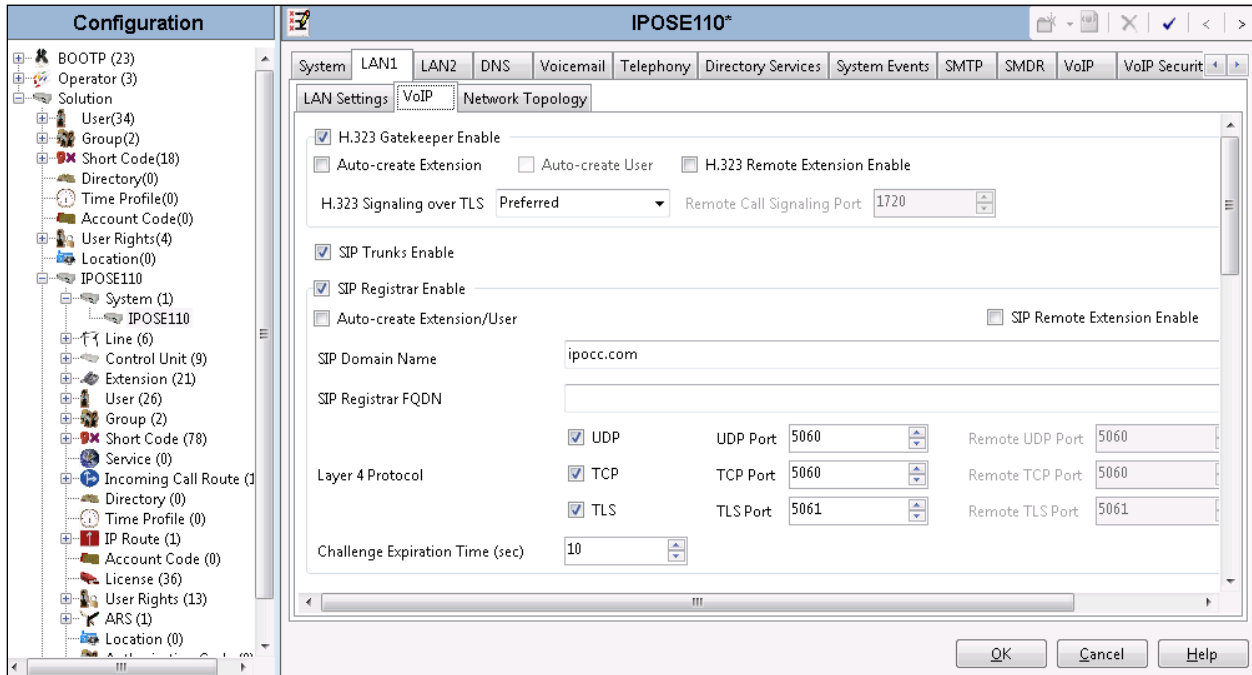 Configuration
BOOTP (23)
Operator (3)
Solution
User(34)
Group(2)
Short Code(18)
Directory(0)
Time Profile(0)
Account Code(0)
User Rights(4)
Location(0)
IPOSE110
System (1)
IPOSE110
Line (6)
Control Unit (9)
Extension (21)
User (26)
Group (2)
Short Code (78)
Service (0)
Incoming Call Route (1
Directory (0)
Time Profile (0)
IP Route (1)
Account Code (0)
License (36)
User Rights (13)
ARS (1)
Location (0)
IPOSE110*
System LAN1 LAN2 DNS Voicemail Telephony Directory Services System Events SMTP SMDR VoIP VoIP Securit
LAN Settings VoIP Network Topology
H.323 Gatekeeper Enable
Auto-create Extension Auto-create User H.323 Remote Extension Enable
H.323 Signaling over TLS Preferred Remote Call Signaling Port 1720
SIP Trunks Enable
SIP Registrar Enable
Auto-create Extension/User SIP Remote Extension Enable
SIP Domain Name ipocc.com
SIP Registrar FQDN
UDP UDP Port 5060 Remote UDP Port 5060
Layer 4 Protocol TCP TCP Port 5060 Remote TCP Port 5060
TLS TLS Port 5061 Remote TLS Port 5061
Challenge Expiration Time (sec) 10
OK Cancel Help